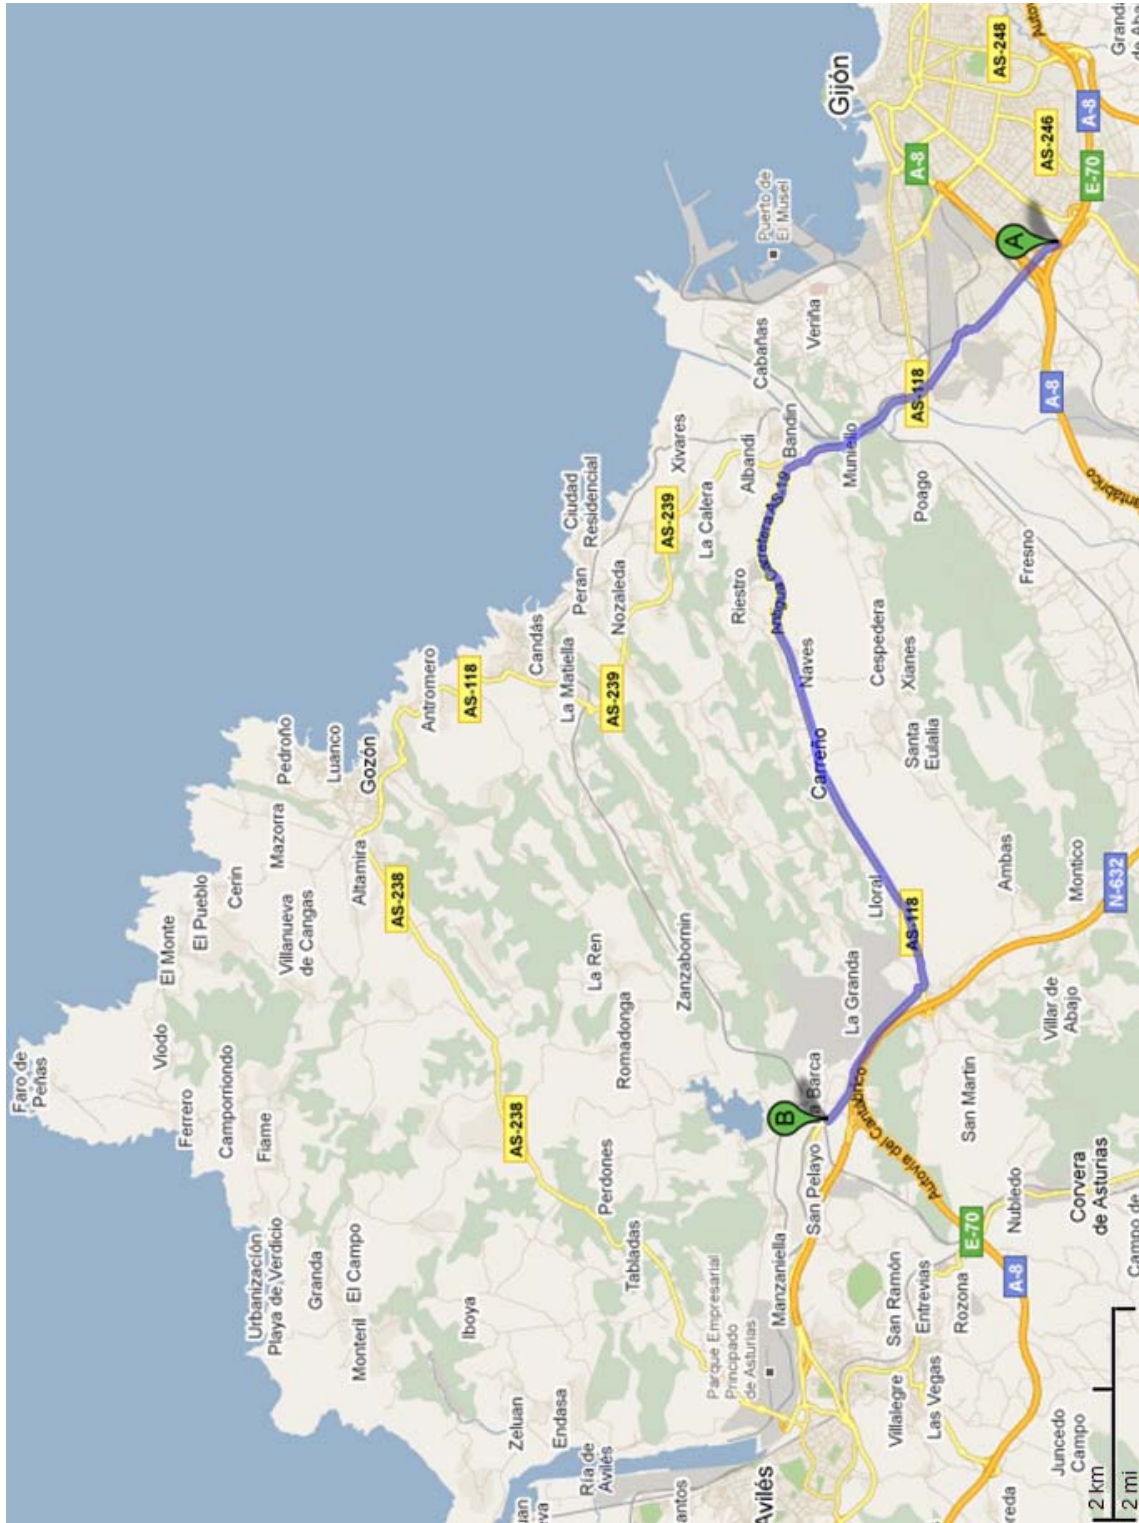 Faro de
Peñas
Viodo
El Monte
El Pueblo
Cerin
Ferrero
Camporriondo
Fiame
Villanueva
de Cangas
Mazorra
Pedroño
Luanco
Urbanización
Playa de Verdicio
Granda
El Campo
Monteril
Altamira
Gozón
AS-238
Antromero
AS-118
Iboya
AS-238
Candás
La Matiella
Peran
Ciudad
Residencial
Zeluan
Endasa
Ría de
Avilés
Perdones
Tabladas
Romadonga
La Ren
AS-239
Nozaleda
AS-239
Xivares
Zanzabornin
La Calera
Albandi
Bandin
Cabañas
Veriña
Puerto de
El Musel
Gijón
Parque Empresarial
Principado
de Asturias
Riestro
Antigua Carretera As-19
Manzaniella
San Pelayo
B
Barca
La Granda
Lloral
Carreño
Naves
Muniello
AS-118
A-8
AS-248
AS-246
A-8
E-70
A
A-8
Avilés
Autovía del Cantábrico
AS-118
Santa
Eulalia
Xianes
Cespedera
Poago
Fresno
Villalegre
Las Vegas
San Ramón
Entrevias
Rozona
E-70
Nubledo
San Martin
Villar de
Abajo
Ambas
Montico
N-632
A-8
Corvera
de Asturias
Campo de
Juncedo
Campo
2 km
2 mi